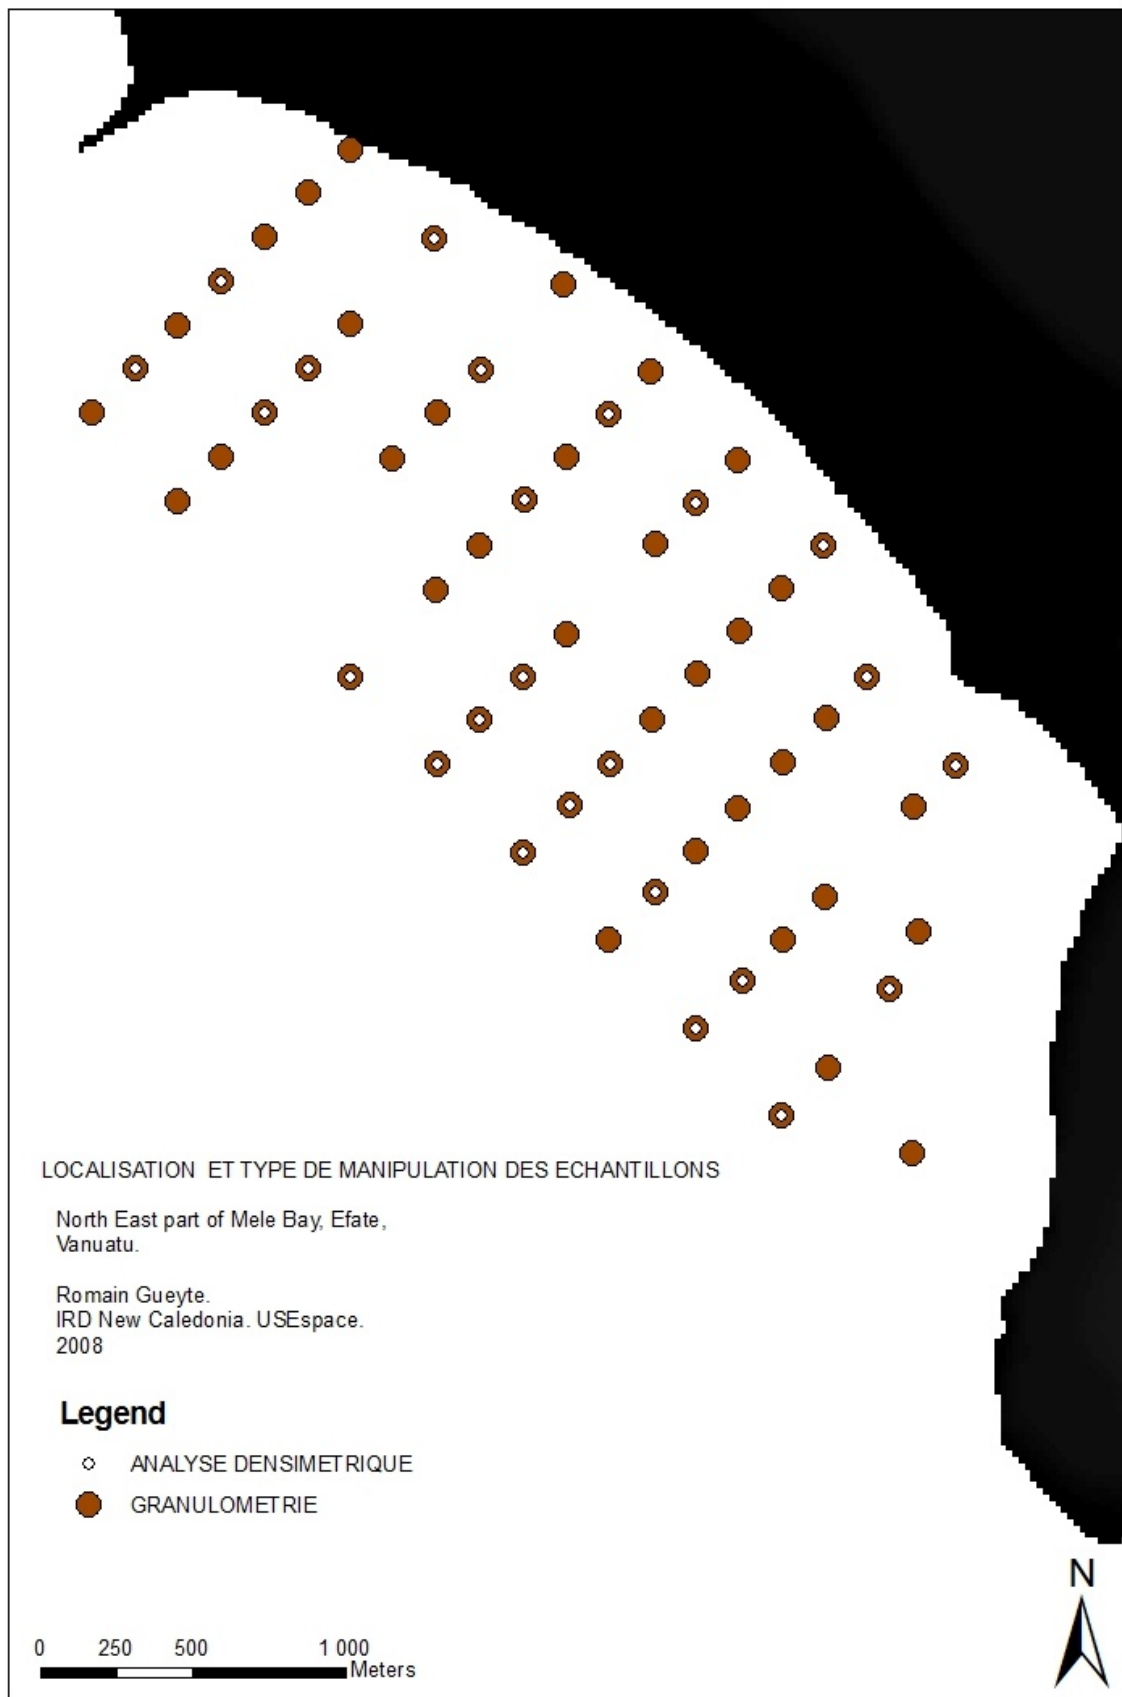 LOCALISATION ET TYPE DE MANIPULATION DES ECHANTILLONS
North East part of Mele Bay, Efate,
Vanuatu.
Romain Gueyte.
IRD New Caledonia. USEspace.
2008
Legend
ANALYSE DENSIMETRIQUE
GRANULOMETRIE
N
0 250 500 1 000
Meters